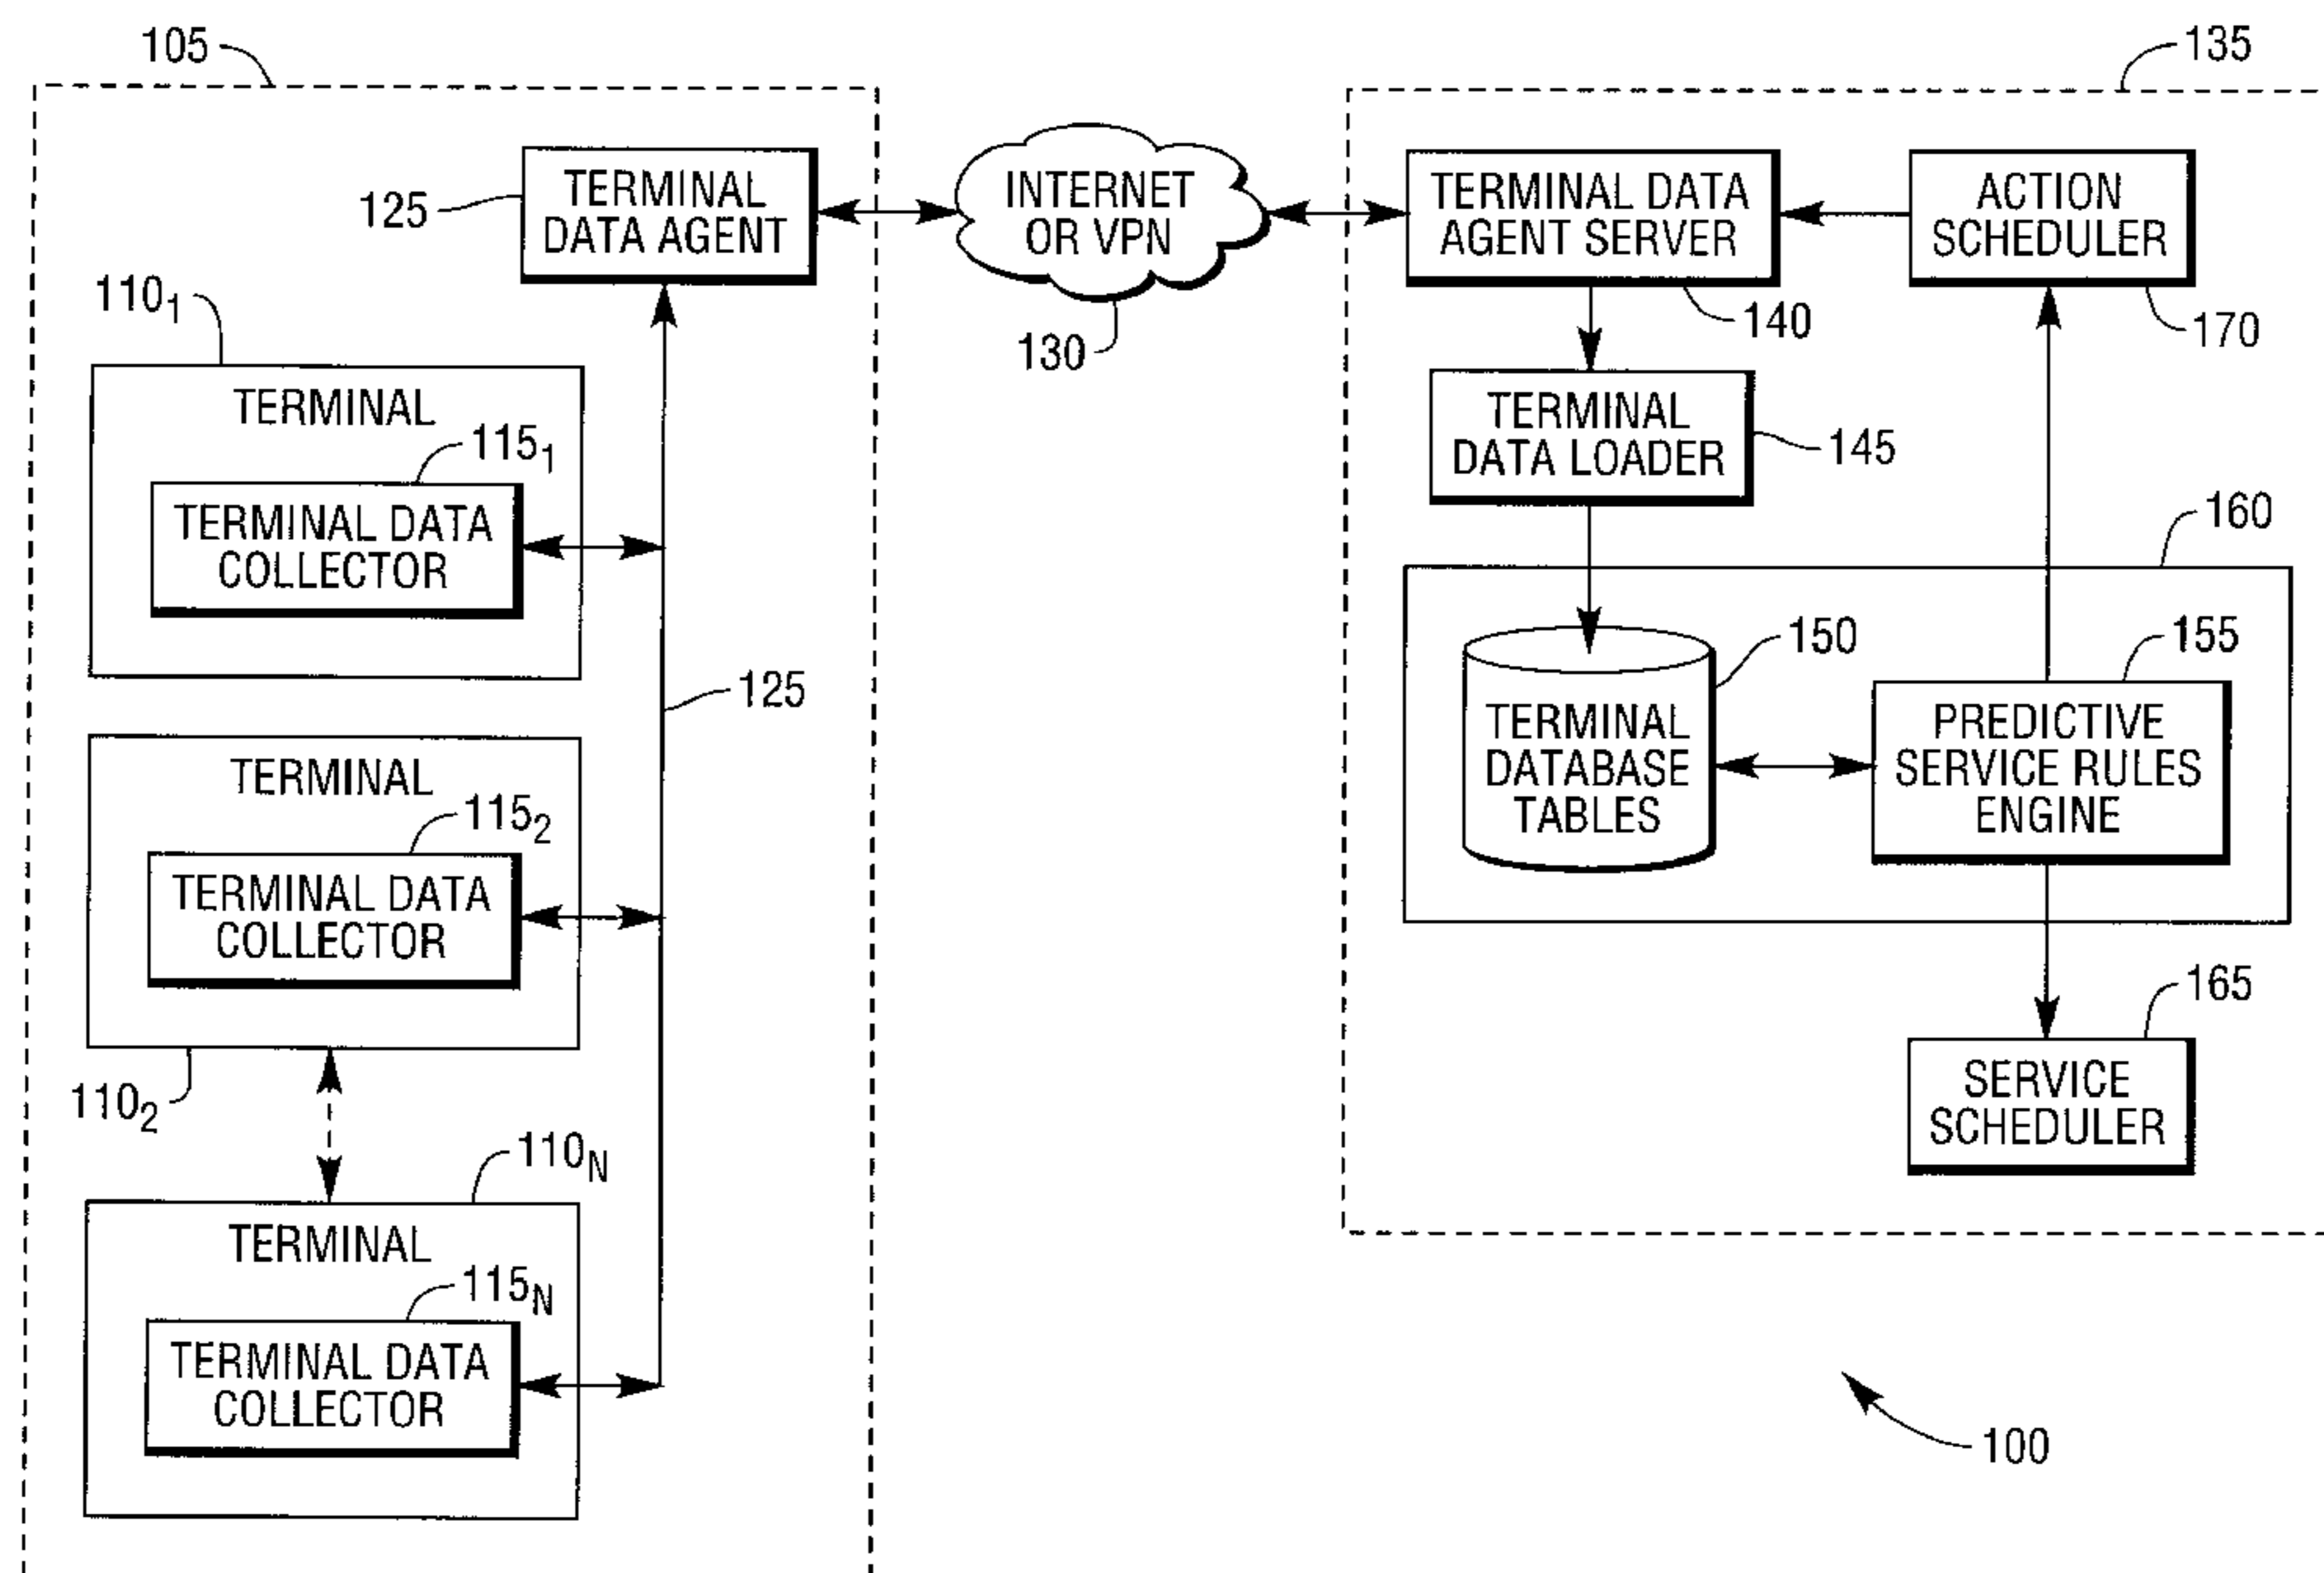 105
135
TERMINAL
DATA AGENT
125
INTERNET
OR VPN
130
TERMINAL DATA
AGENT SERVER
140
ACTION
SCHEDULER
170
110₁
TERMINAL
115₁
TERMINAL DATA
COLLECTOR
125
TERMINAL
115₂
TERMINAL DATA
COLLECTOR
110₂
110N
TERMINAL
115N
TERMINAL DATA
COLLECTOR
TERMINAL
DATA LOADER
145
160
150
TERMINAL
DATABASE
TABLES
155
PREDICTIVE
SERVICE RULES
ENGINE
165
SERVICE
SCHEDULER
100